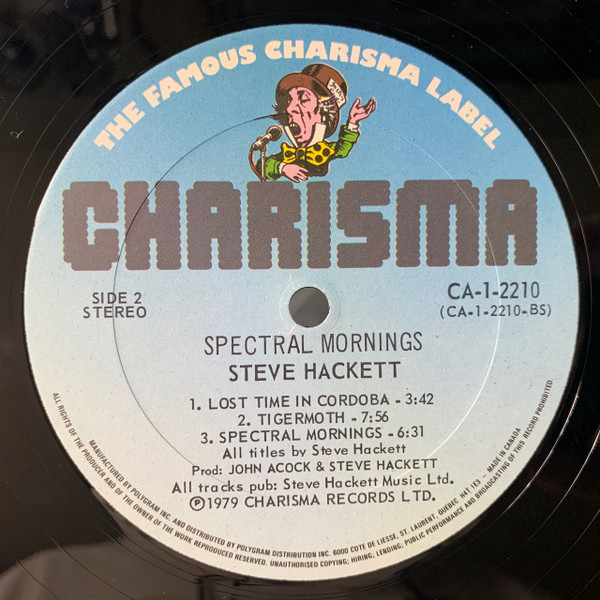 THE FAMOUS CHARISMA LABEL
CHARISMA
SIDE 2
STEREO
CA-1-2210
(CA-1-2210-BS)
SPECTRAL MORNINGS
STEVE HACKETT
1. LOST TIME IN CORDOBA - 3:42
2. TIGERMOTH - 7:56
3. SPECTRAL MORNINGS - 6:31
All titles by Steve Hackett
Prod: JOHN ACOCK & STEVE HACKETT
All tracks pub: Steve Hackett Music Ltd.
Ⓟ1979 CHARISMA RECORDS LTD.
MANUFACTURED BY POLYGRAM INC. AND DISTRIBUTED BY POLYGRAM DISTRIBUTION INC. 6000 COTE DE LIESSE, ST. LAURENT, QUEBEC H4T 1E3 — MADE IN CANADA
ALL RIGHTS OF THE PRODUCER AND OF THE OWNER OF THE WORK REPRODUCED RESERVED. UNAUTHORISED COPYING; HIRING; LENDING; PUBLIC PERFORMANCE AND BROADCASTING OF THIS RECORD PROHIBITED.